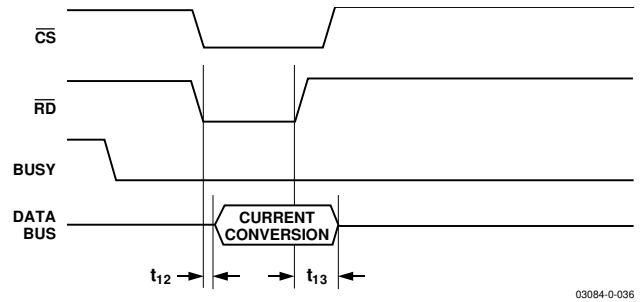 CS
RD
BUSY
DATA
BUS
CURRENT
CONVERSION
t12
t13
03084-0-036